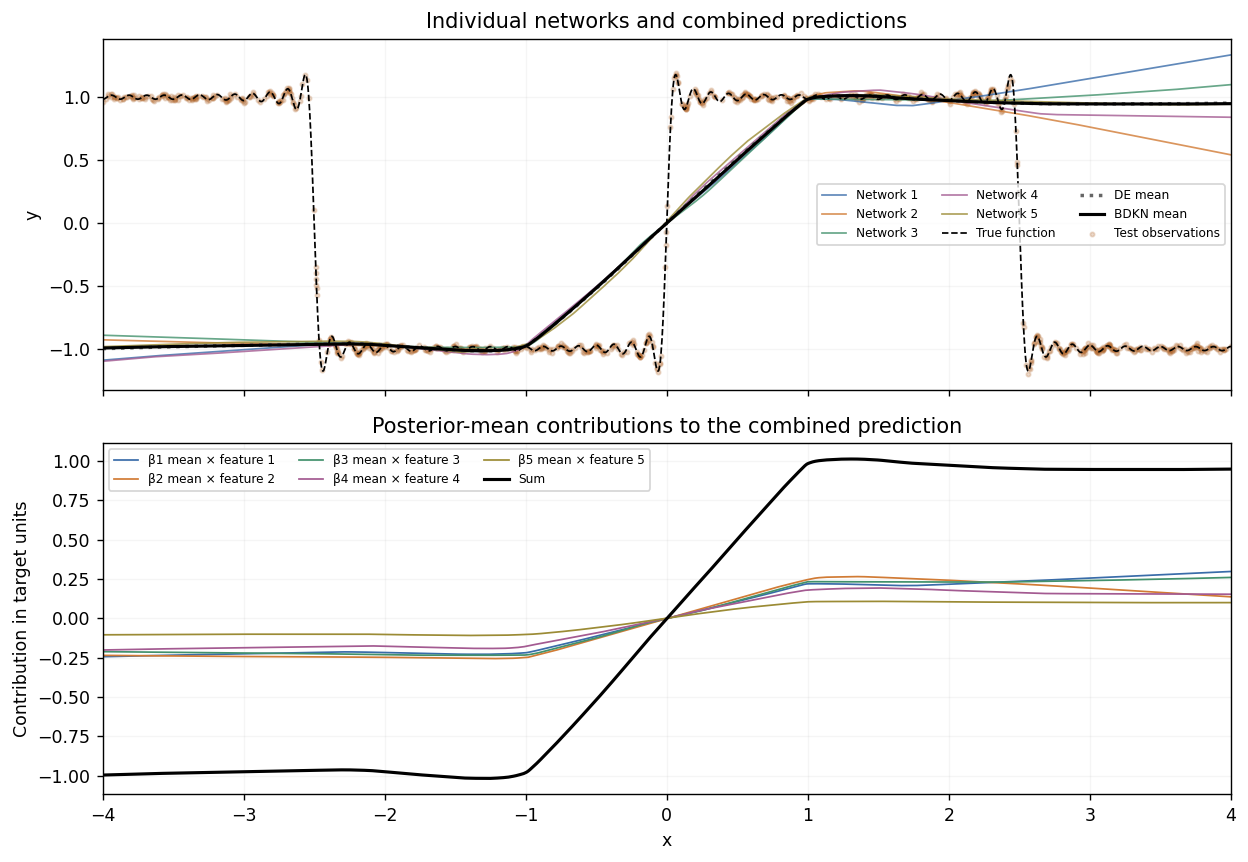 Individual networks and combined predictions
y
1.0
0.5
0.0
−0.5
−1.0
Network 1
Network 2
Network 3
Network 4
Network 5
True function
DE mean
BDKN mean
Test observations
Posterior-mean contributions to the combined prediction
Contribution in target units
1.00
0.75
0.50
0.25
0.00
−0.25
−0.50
−0.75
−1.00
β1 mean × feature 1
β2 mean × feature 2
β3 mean × feature 3
β4 mean × feature 4
β5 mean × feature 5
Sum
−4 −3 −2 −1 0 1 2 3 4
x